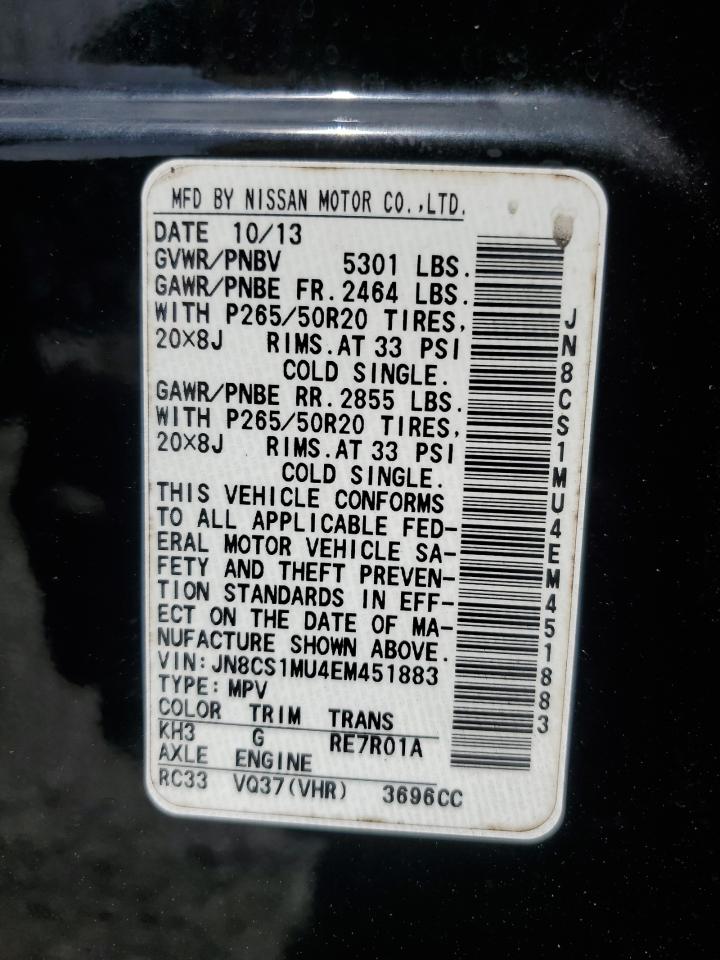 MFD BY NISSAN MOTOR CO.,LTD.
DATE 10/13
GVWR/PNBV 5301 LBS.
GAWR/PNBE FR.2464 LBS.
WITH P265/50R20 TIRES,
20×8J RIMS.AT 33 PSI
COLD SINGLE.
GAWR/PNBE RR.2855 LBS.
WITH P265/50R20 TIRES,
20×8J RIMS.AT 33 PSI
COLD SINGLE.
THIS VEHICLE CONFORMS
TO ALL APPLICABLE FED-
ERAL MOTOR VEHICLE SA-
FETY AND THEFT PREVEN-
TION STANDARDS IN EFF-
ECT ON THE DATE OF MA-
NUFACTURE SHOWN ABOVE.
VIN:JN8CS1MU4EM451883
TYPE:MPV
COLOR TRIM TRANS
KH3 G RE7R01A
AXLE ENGINE
RC33 VQ37(VHR) 3696CC
JN8CS1MU4EM451883